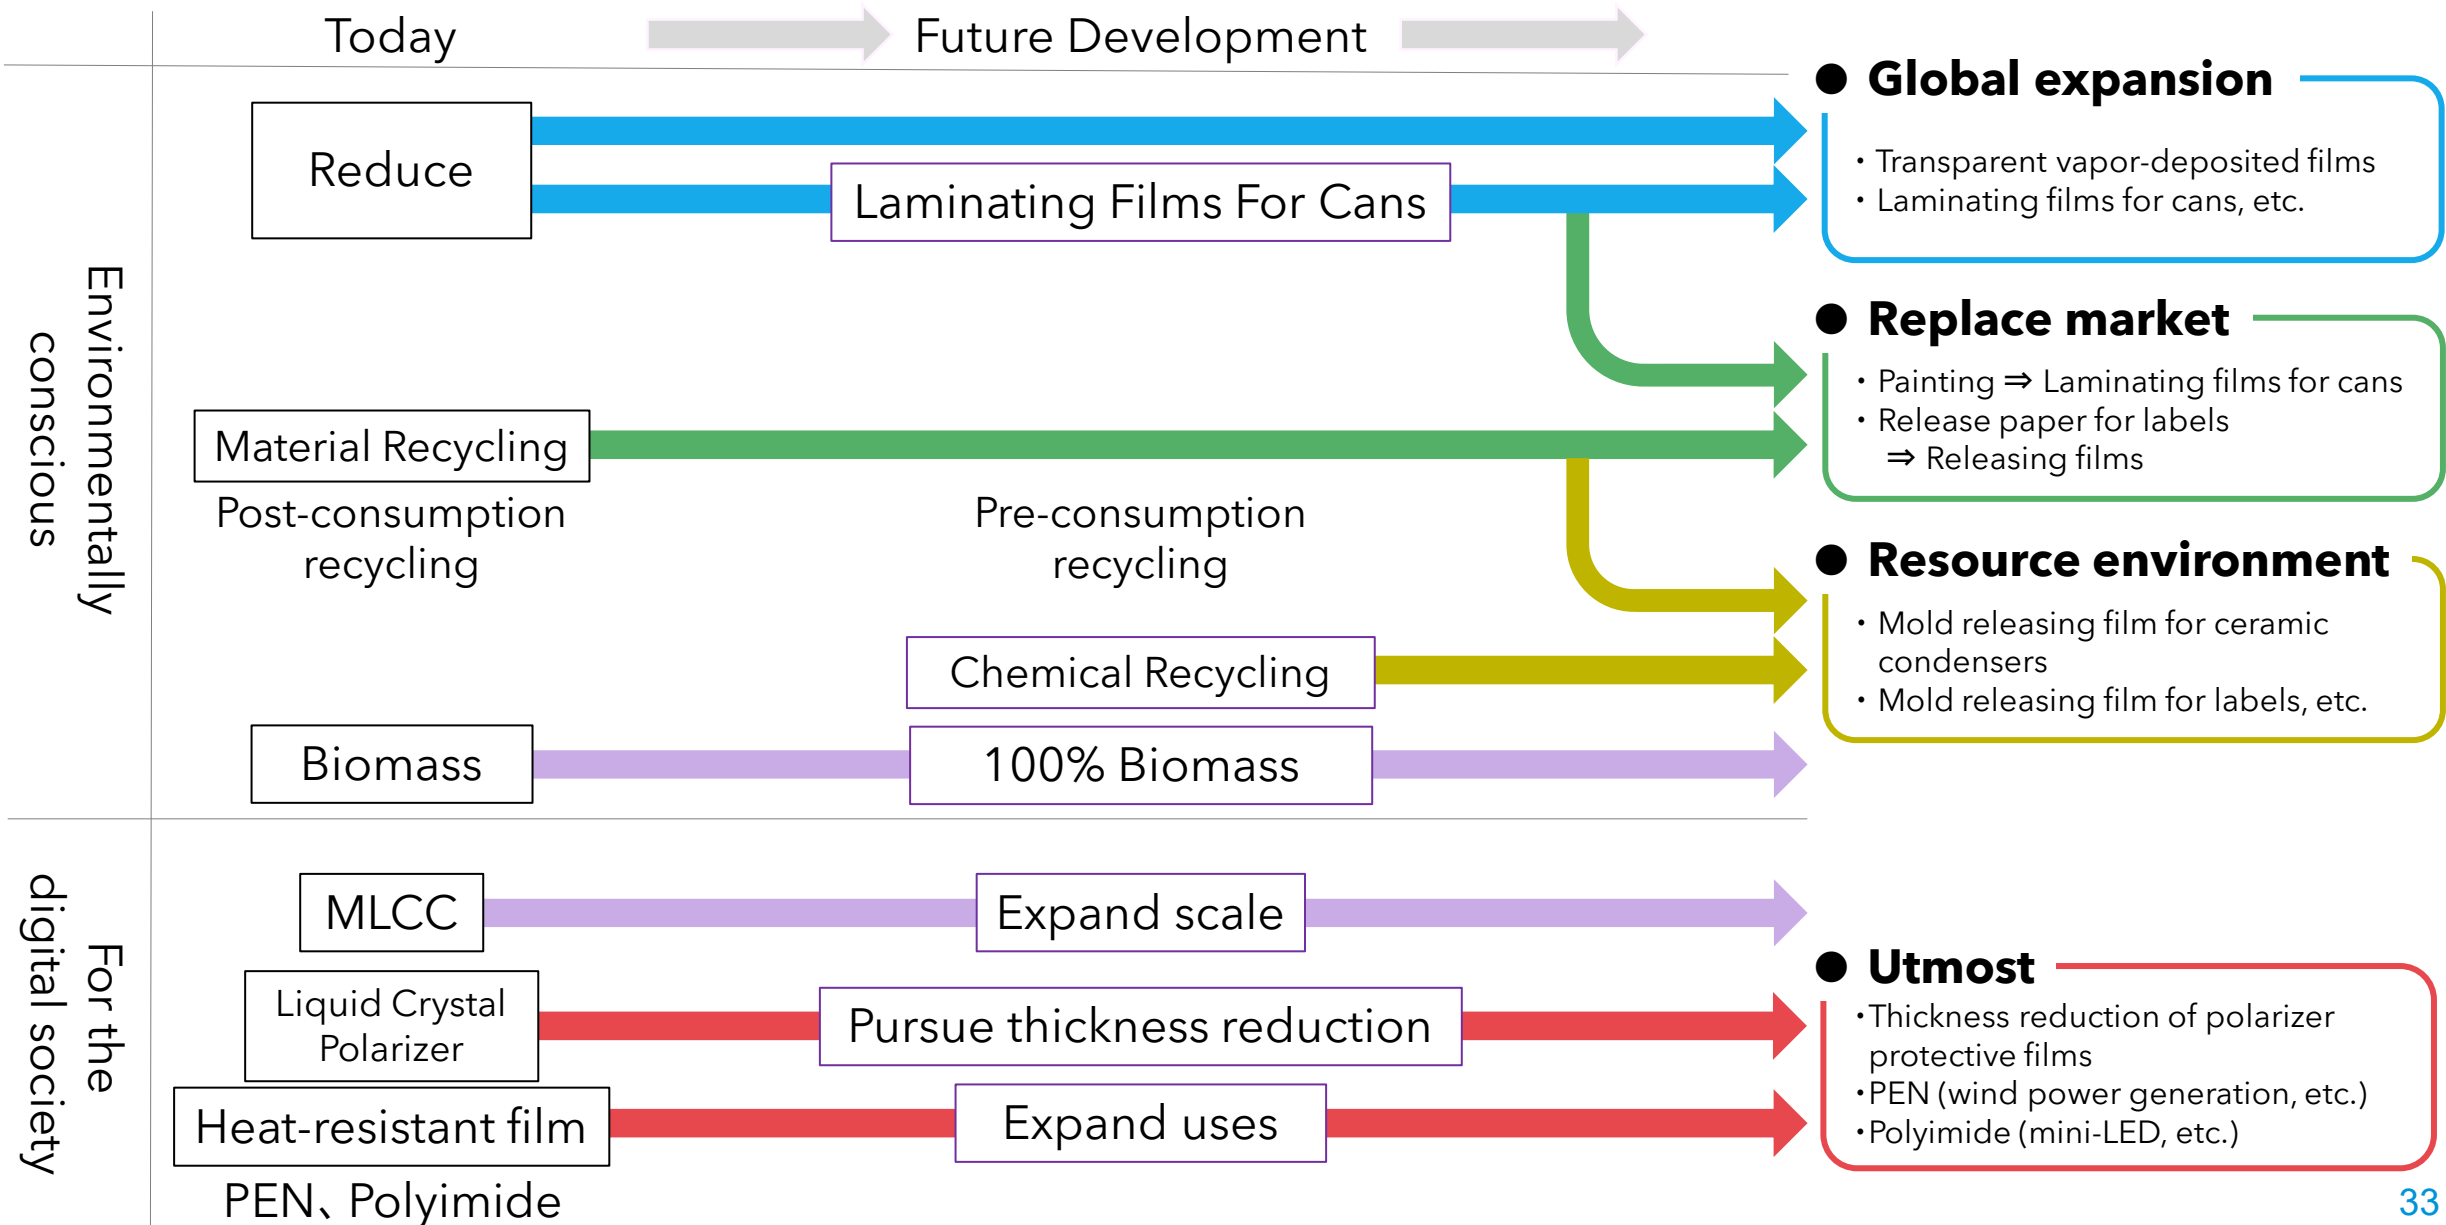 Today
Future Development
Environmentally
conscious
Reduce
Laminating Films For Cans
Material Recycling
Post-consumption
recycling
Pre-consumption
recycling
Chemical Recycling
Biomass
100% Biomass
● Global expansion
・Transparent vapor-deposited films
・Laminating films for cans, etc.
● Replace market
・Painting ⇒ Laminating films for cans
・Release paper for labels
⇒ Releasing films
● Resource environment
・Mold releasing film for ceramic
condensers
・Mold releasing film for labels, etc.
For the
digital society
MLCC
Expand scale
Liquid Crystal
Polarizer
Pursue thickness reduction
Heat-resistant film
Expand uses
PEN、Polyimide
● Utmost
・Thickness reduction of polarizer
protective films
・PEN (wind power generation, etc.)
・Polyimide (mini-LED, etc.)
33